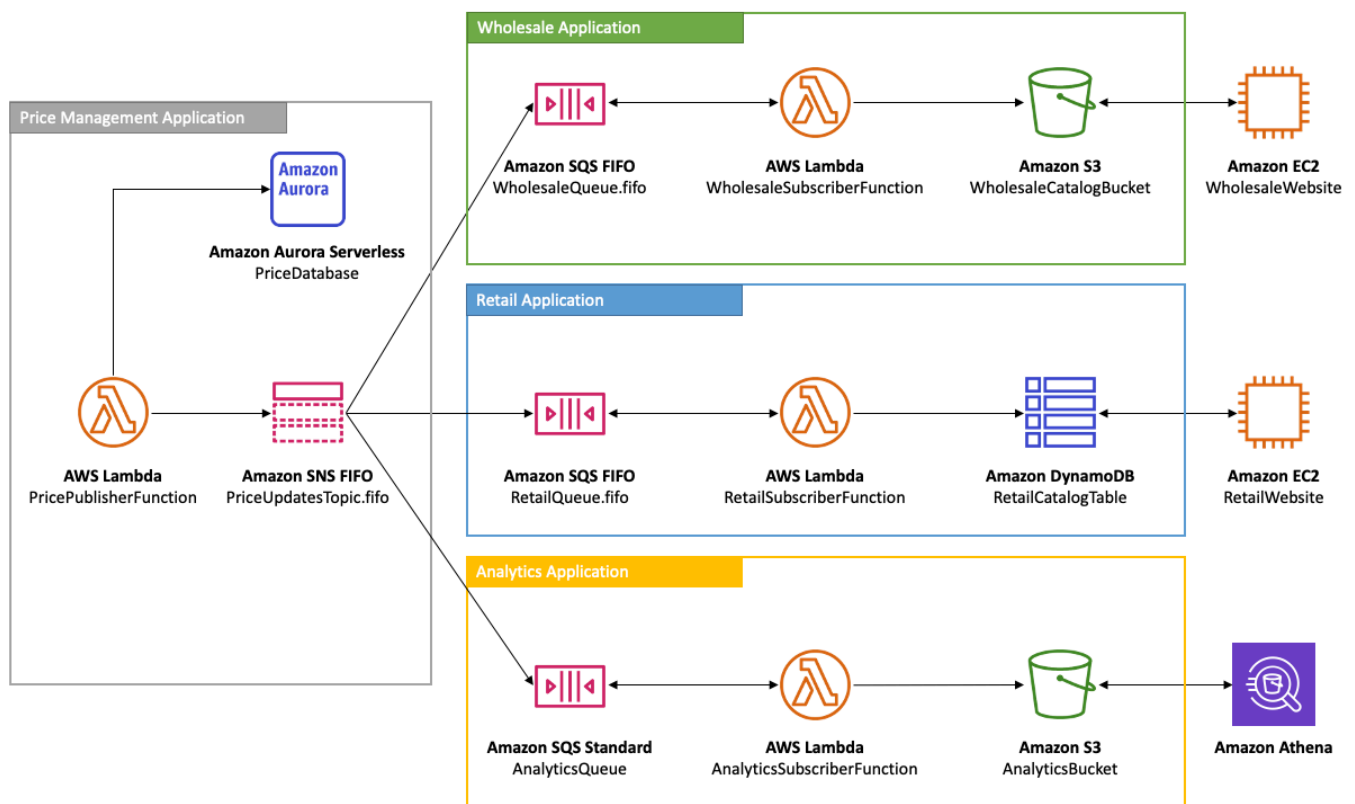 Wholesale Application
Amazon SQS FIFO
WholesaleQueue.fifo
AWS Lambda
WholesaleSubscriberFunction
Amazon S3
WholesaleCatalogBucket
Amazon EC2
WholesaleWebsite
Price Management Application
Amazon
Aurora
Amazon Aurora Serverless
PriceDatabase
AWS Lambda
PricePublisherFunction
Amazon SNS FIFO
PriceUpdatesTopic.fifo
Retail Application
Amazon SQS FIFO
RetailQueue.fifo
AWS Lambda
RetailSubscriberFunction
Amazon DynamoDB
RetailCatalogTable
Amazon EC2
RetailWebsite
Analytics Application
Amazon SQS Standard
AnalyticsQueue
AWS Lambda
AnalyticsSubscriberFunction
Amazon S3
AnalyticsBucket
Amazon Athena